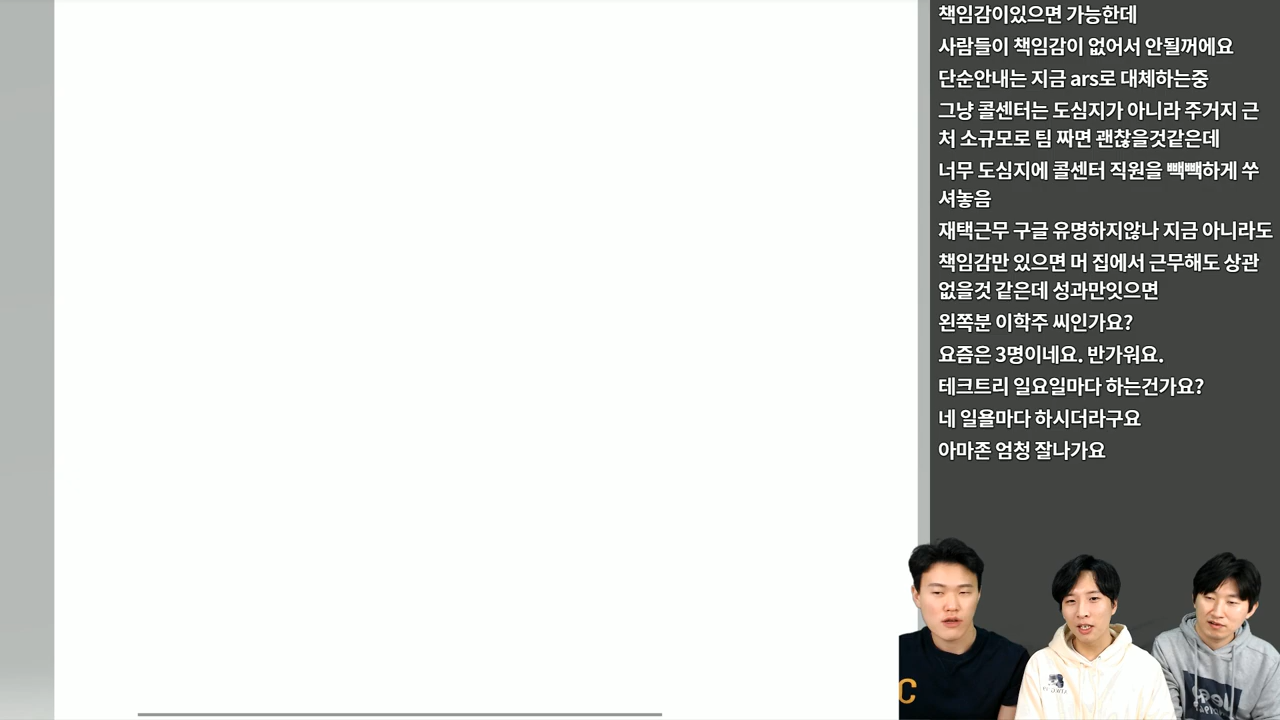 책임감이있으면 가능한데
사람들이 책임감이 없어서 안될꺼에요
단순안내는 지금 ars로 대체하는중
그냥 콜센터는 도심지가 아니라 주거지 근
처 소규모로 팀 짜면 괜찮을것같은데
너무 도심지에 콜센터 직원을 빽빽하게 쑤
셔놓음
재택근무 구글 유명하지않나 지금 아니라도
책임감만 있으면 머 집에서 근무해도 상관
없을것 같은데 성과만잇으면
왼쪽분 이학주 씨인가요?
요즘은 3명이네요. 반가워요.
테크트리 일요일마다 하는건가요?
네 일욜마다 하시더라구요
아마존 엄청 잘나가요
C